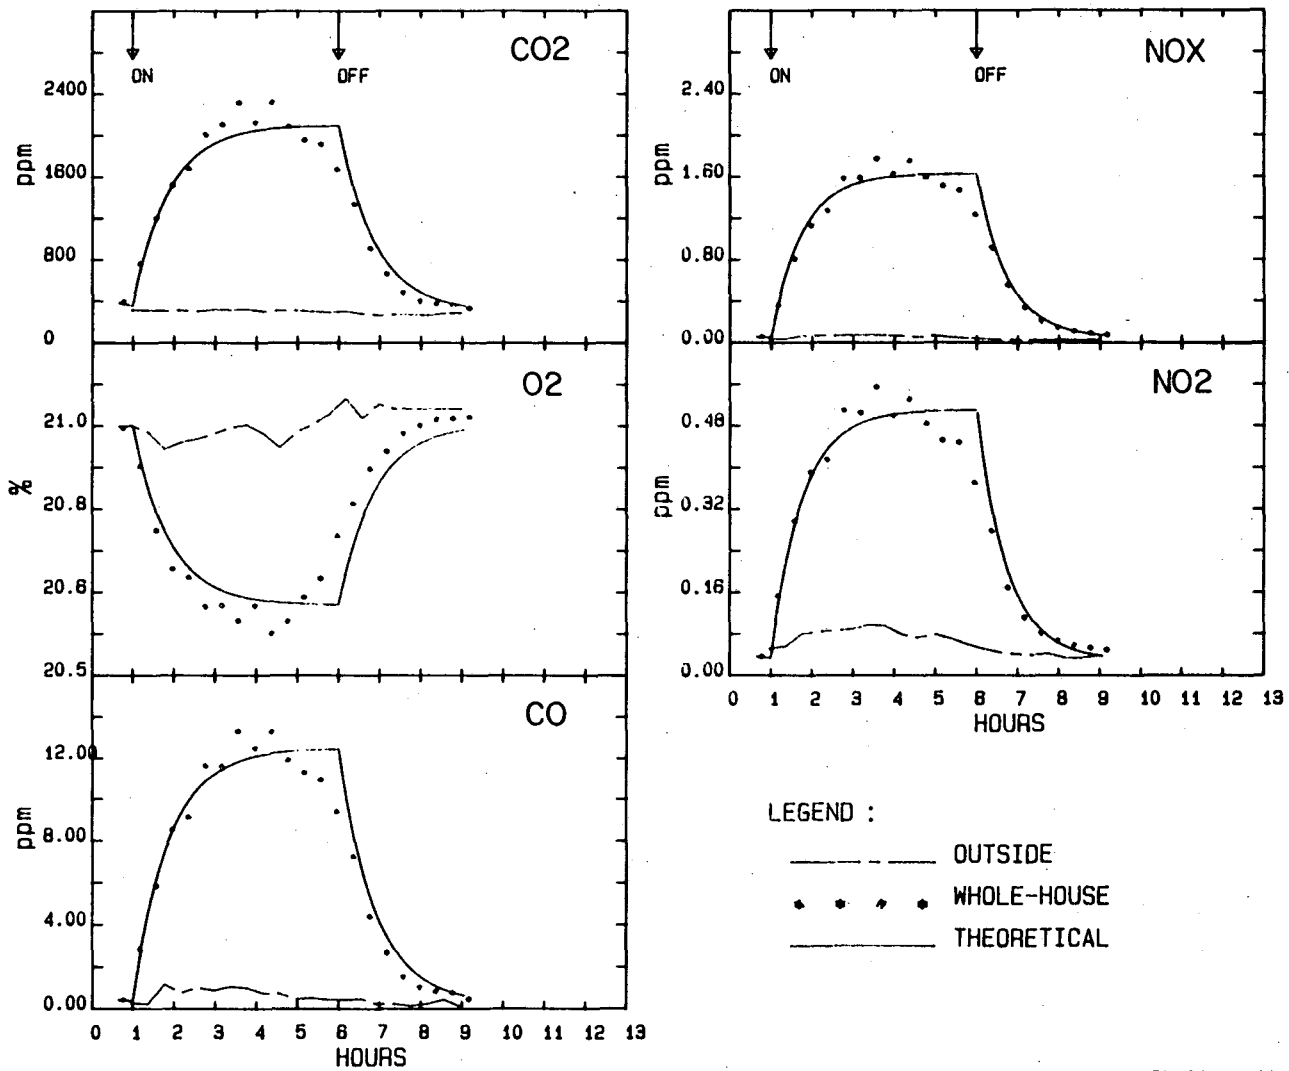 CO2
ON
OFF
2400
1600
800
0
ppm
O2
21.0
20.8
20.6
20.5
%
CO
12.00
8.00
4.00
0.00
ppm
0 1 2 3 4 5 6 7 8 9 10 11 12 13
HOURS
NOX
ON
OFF
2.40
1.60
0.80
0.00
ppm
NO2
0.48
0.32
0.16
0.00
ppm
0 1 2 3 4 5 6 7 8 9 10 11 12 13
HOURS
LEGEND :
OUTSIDE
WHOLE-HOUSE
THEORETICAL